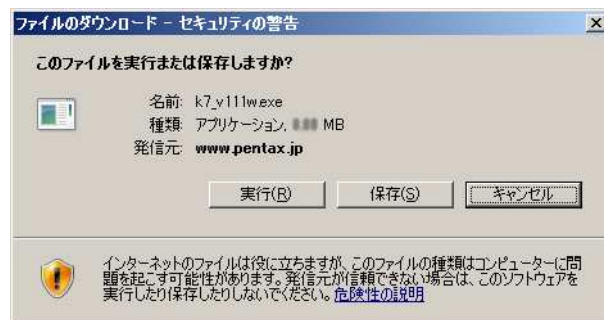 ファイルのダウンロード - セキュリティの警告
このファイルを実行または保存しますか?
名前: k7_v111w.exe
種類: アプリケーション, MB
発信元: www.pentax.jp
実行(R) 保存(S) キャンセル
インターネットのファイルは役に立ちますが、このファイルの種類はコンピューターに問
題を起こす可能性があります。発信元が信頼できない場合は、このソフトウェアを
実行したり保存したりしないでください。危険性の説明